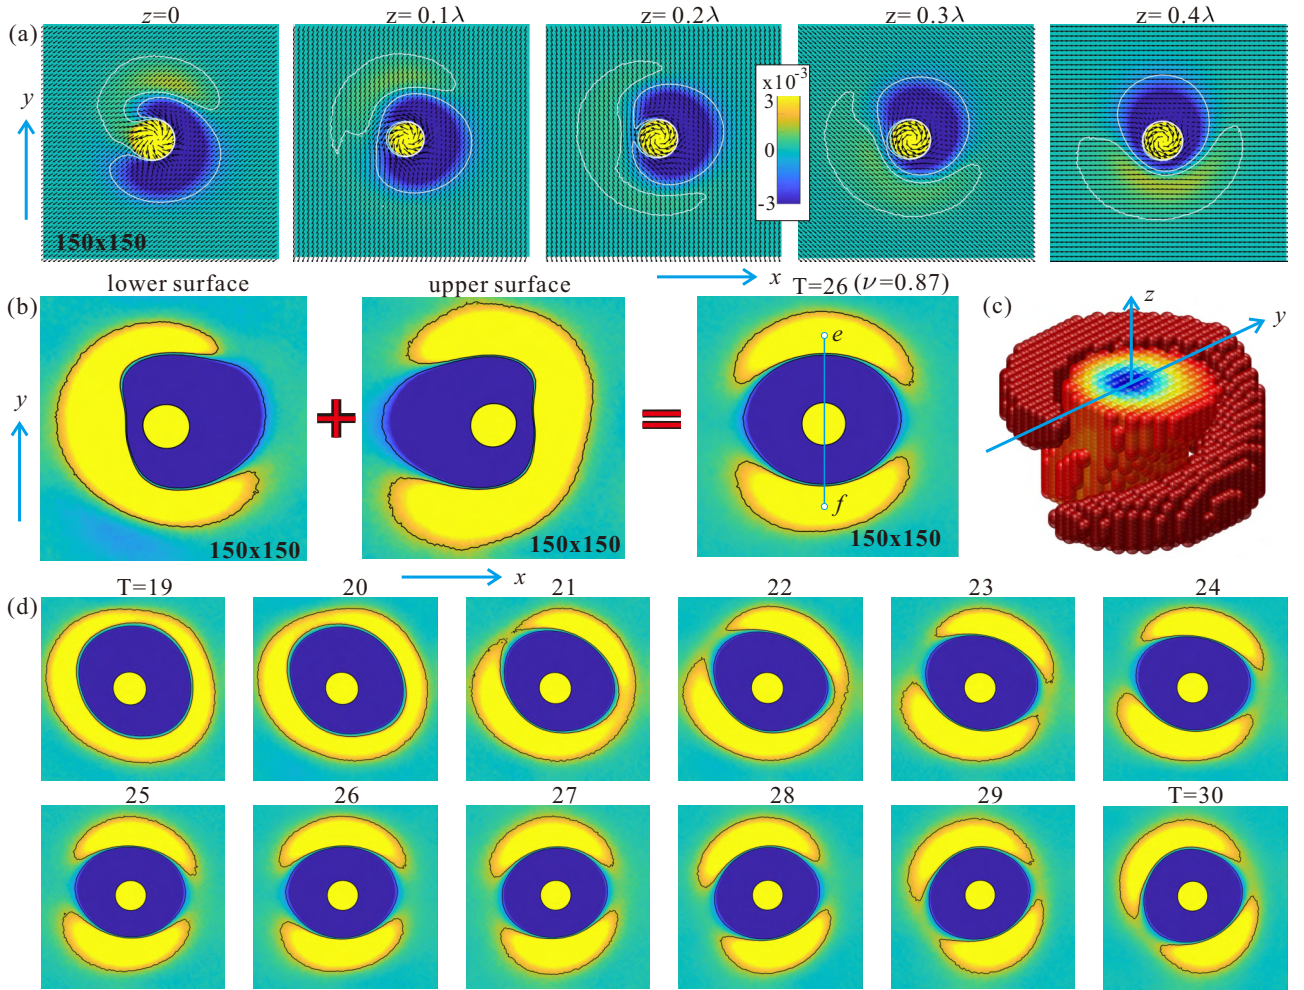 z=0 z= 0.1λ z= 0.2λ z= 0.3λ z= 0.4λ
(a)
x10⁻³
3
0
-3
y
150x150
x
(b) lower surface upper surface T=26 (ν=0.87) (c)
e
f
y
150x150 150x150 150x150
x
z
y
(d) T=19 20 21 22 23 24
25 26 27 28 29 T=30